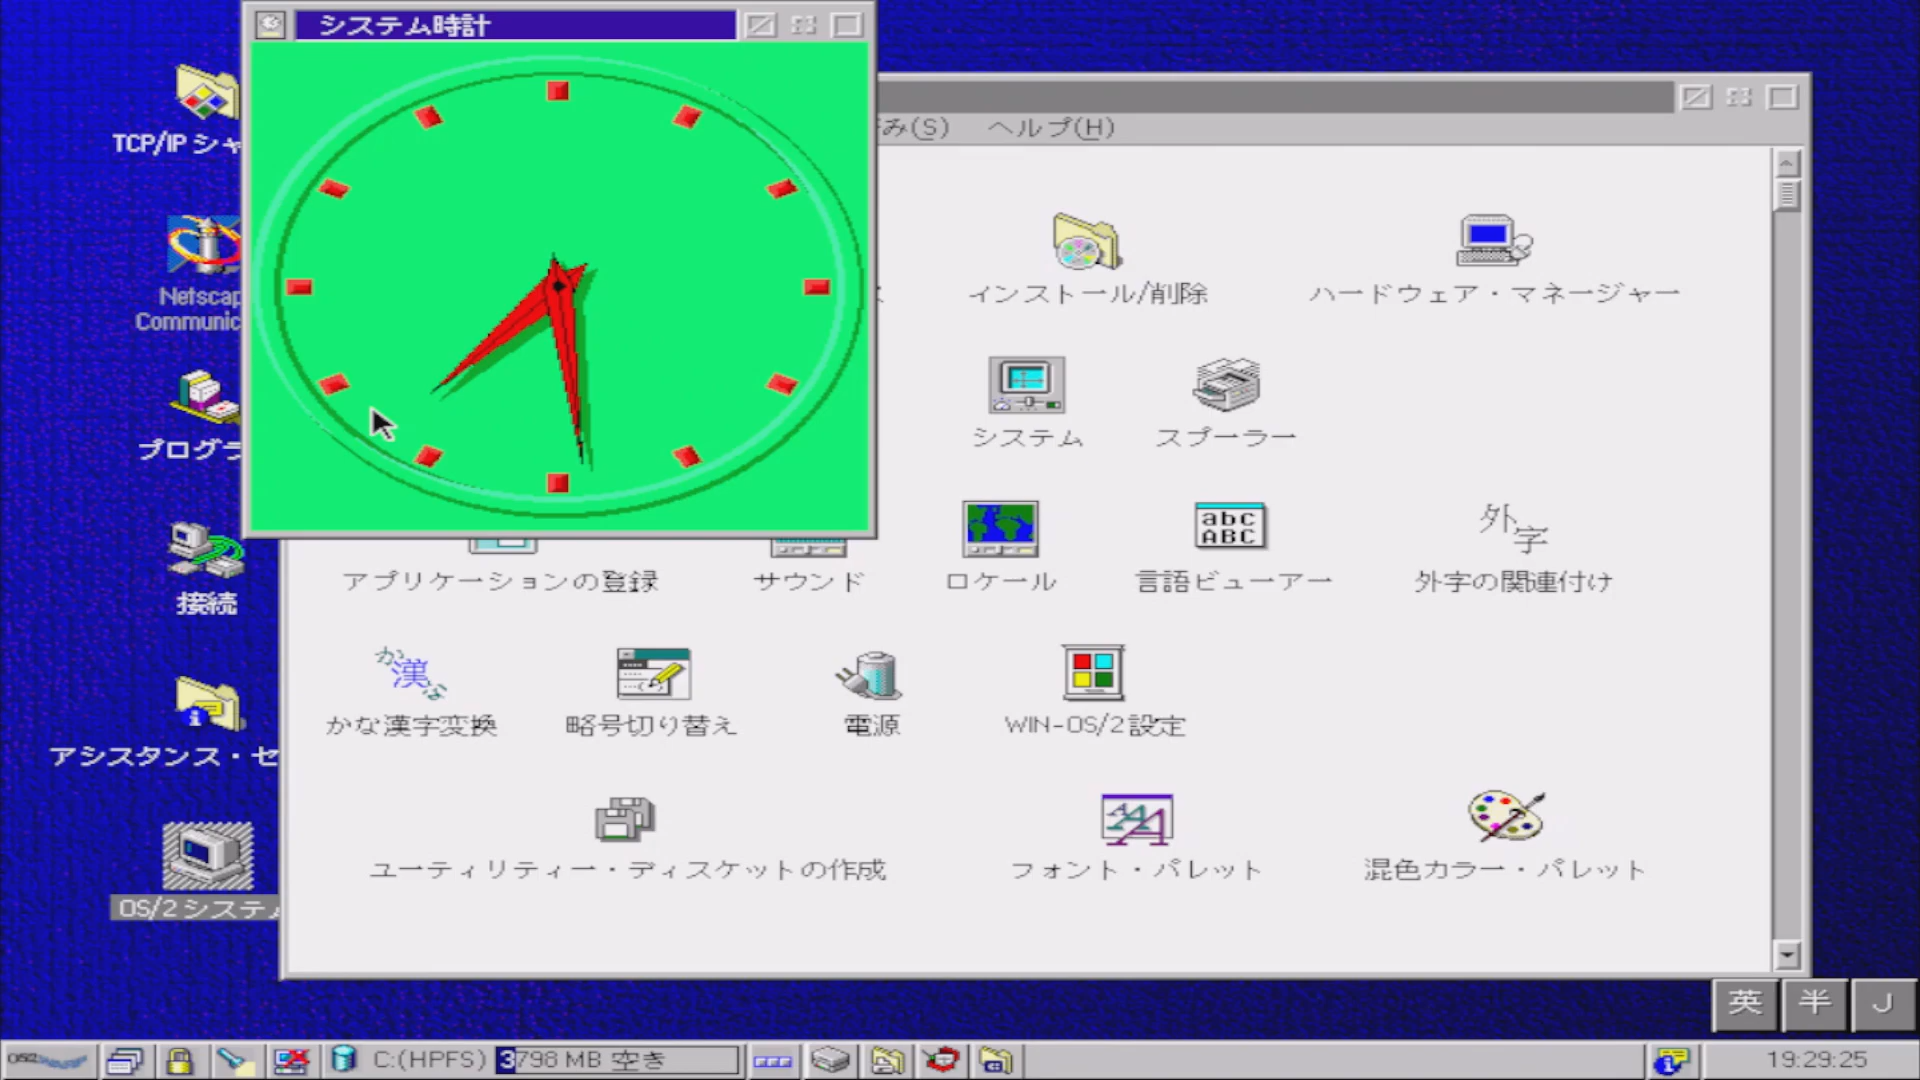 システム時計
み(S) ヘルプ(H)
TCP/IP シャ
インストール/削除
ハードウェア・マネージャー
Netscap
Communic
システム
スプーラー
プログラ
abc
ABC
外字
アプリケーションの登録
サウンド
ロケール
言語ビューアー
外字の関連付け
接続
か漢な
かな漢字変換
略号切り替え
電源
WIN-OS/2設定
アシスタンス・セ
ユーティリティー・ディスケットの作成
フォント・パレット
混色カラー・パレット
OS/2 システム
英 半 J
C:(HPFS) 3798 MB 空き
19:29:25